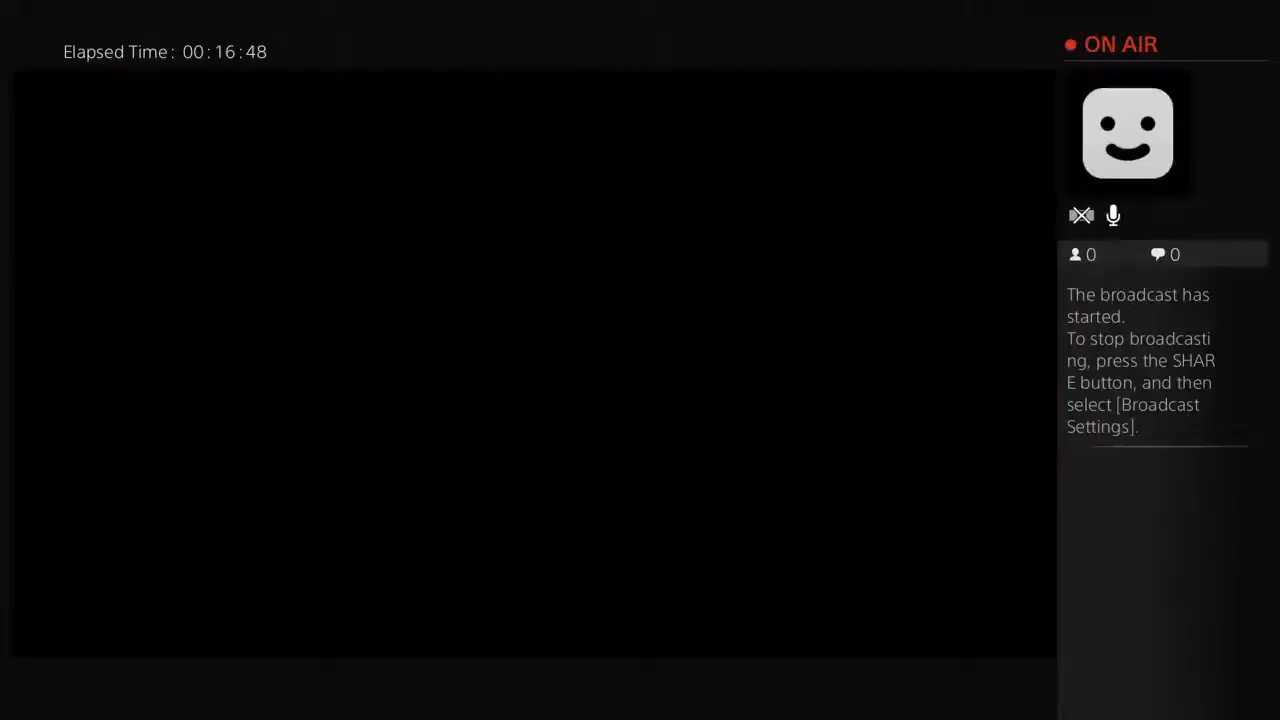 Elapsed Time: 00:16:48
ON AIR
0 0
The broadcast has
started.
To stop broadcasti
ng, press the SHAR
E button, and then
select [Broadcast
Settings].